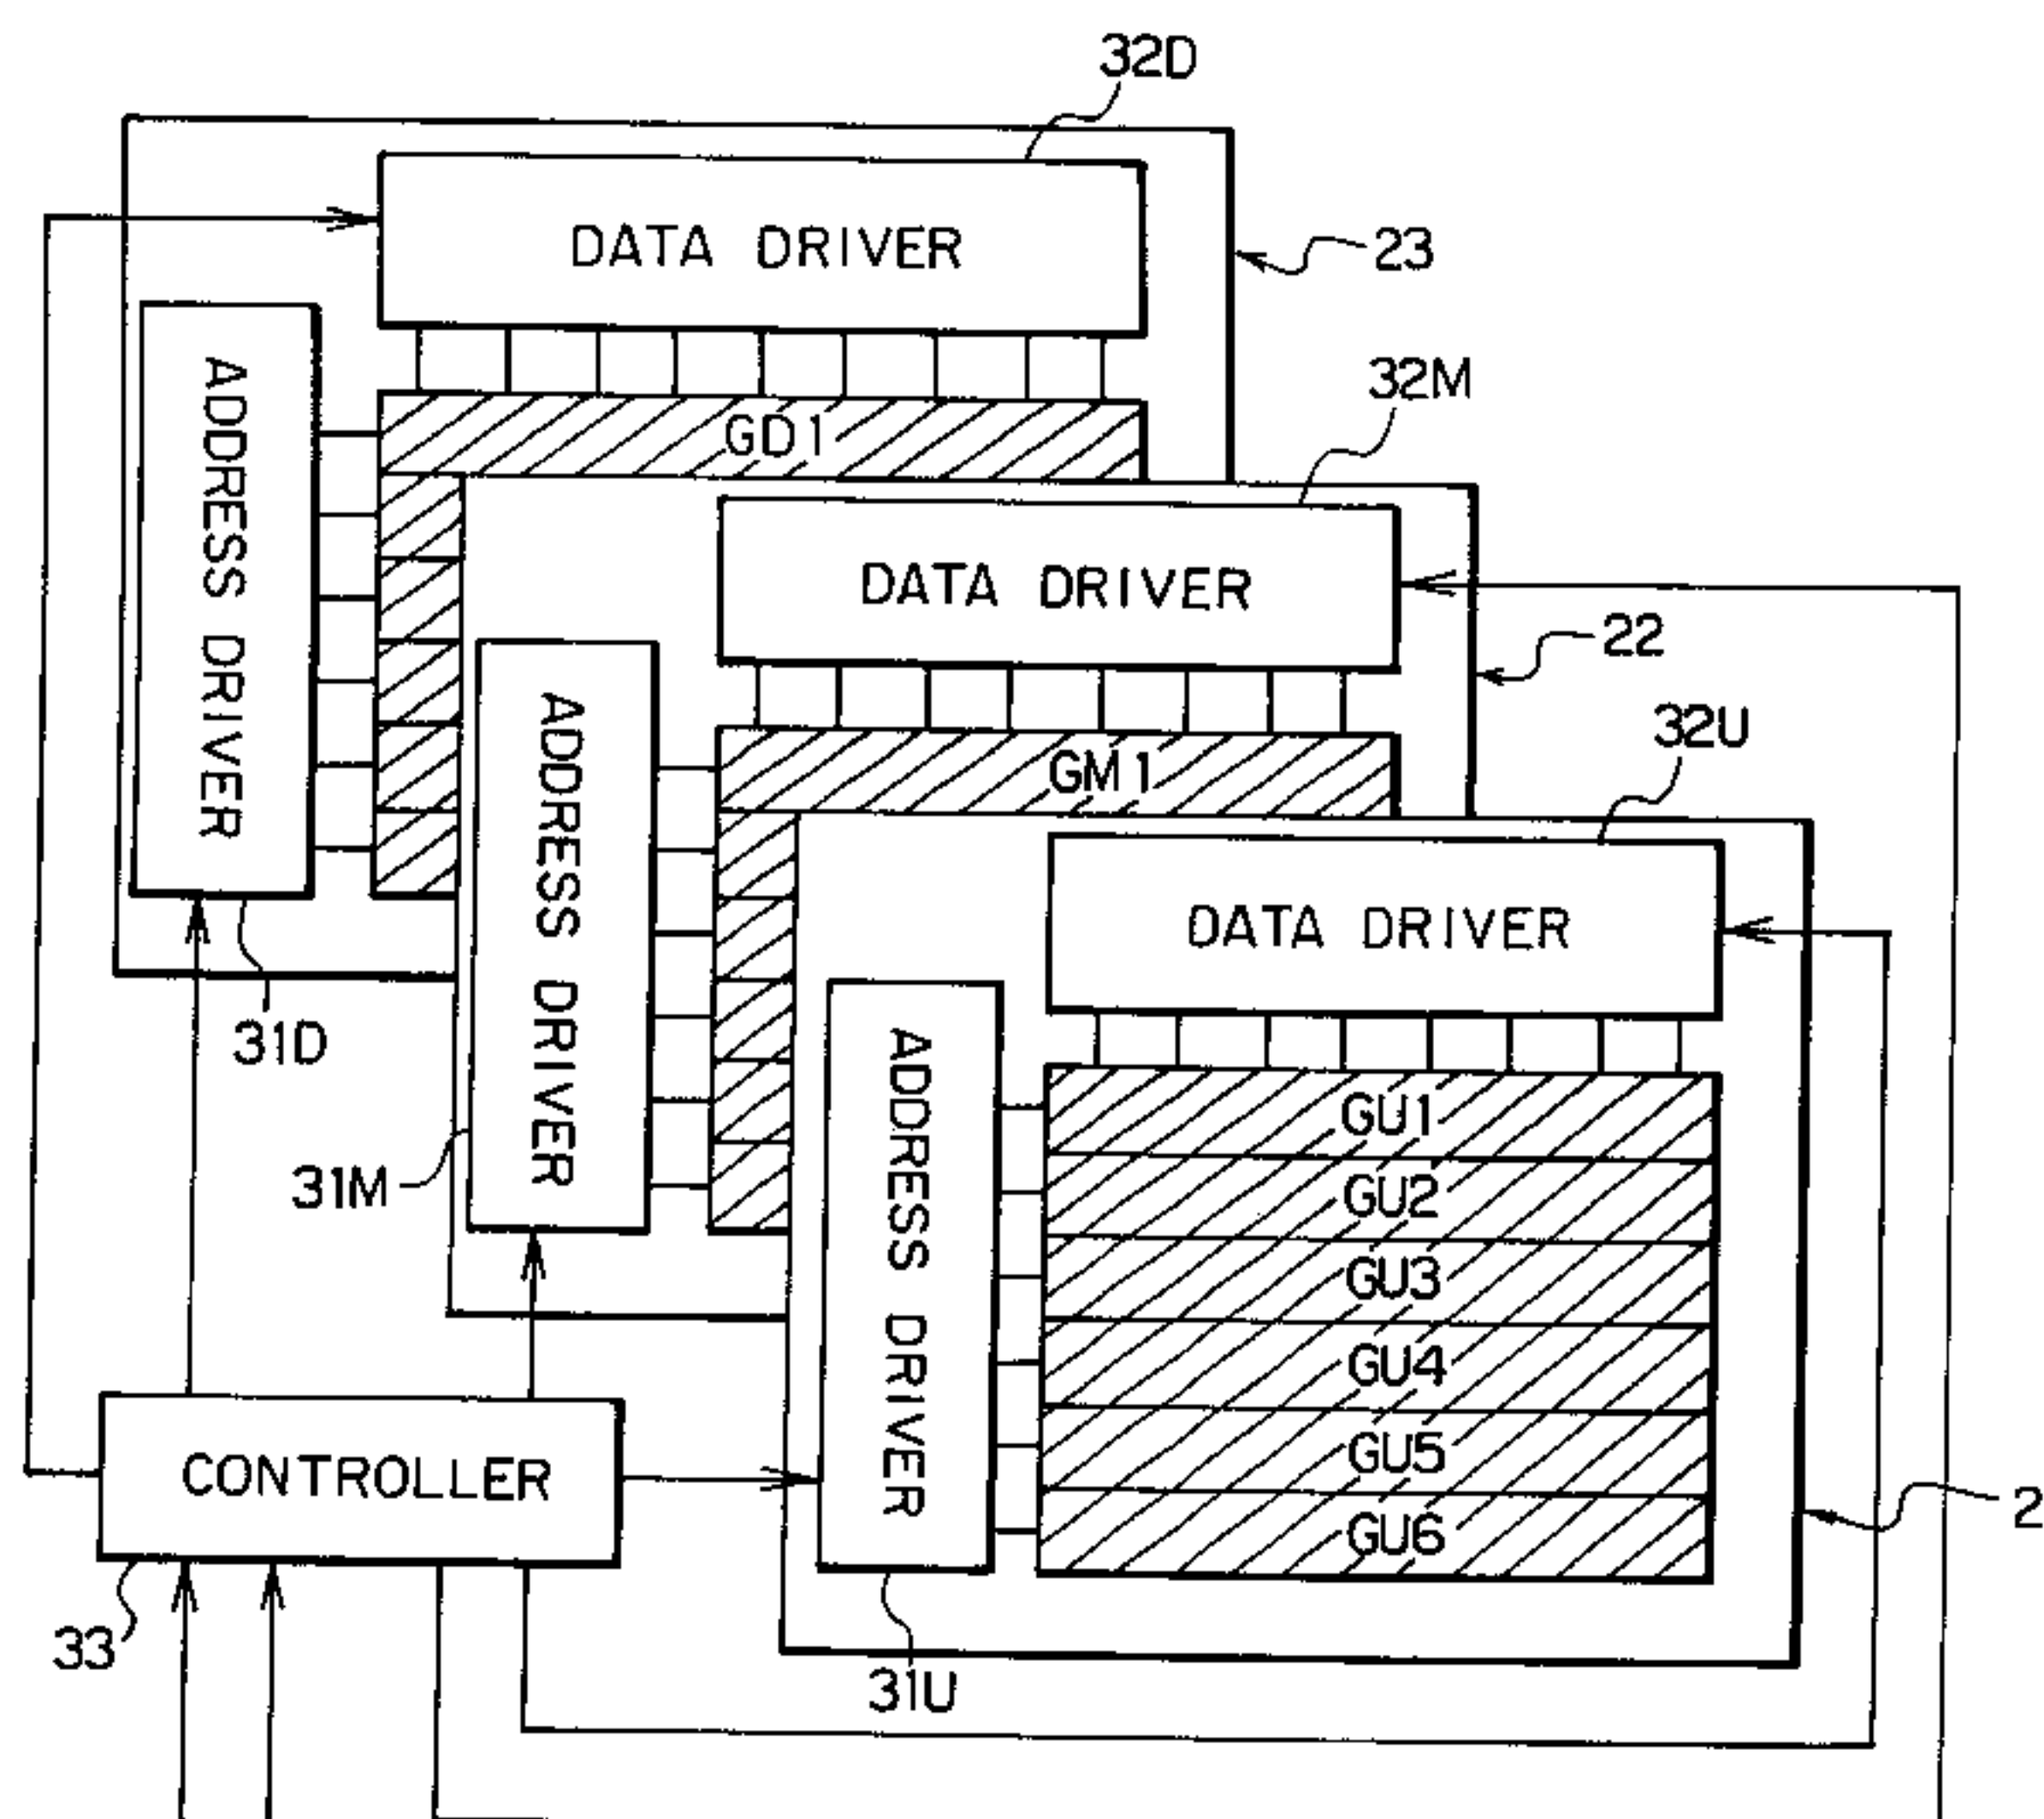 32D
DATA DRIVER
23
ADDRESS DRIVER
GD1
32M
DATA DRIVER
22
ADDRESS DRIVER
GM1
32U
DATA DRIVER
31D
ADDRESS DRIVER
31M
GU1
GU2
GU3
GU4
GU5
GU6
CONTROLLER
2
33
31U